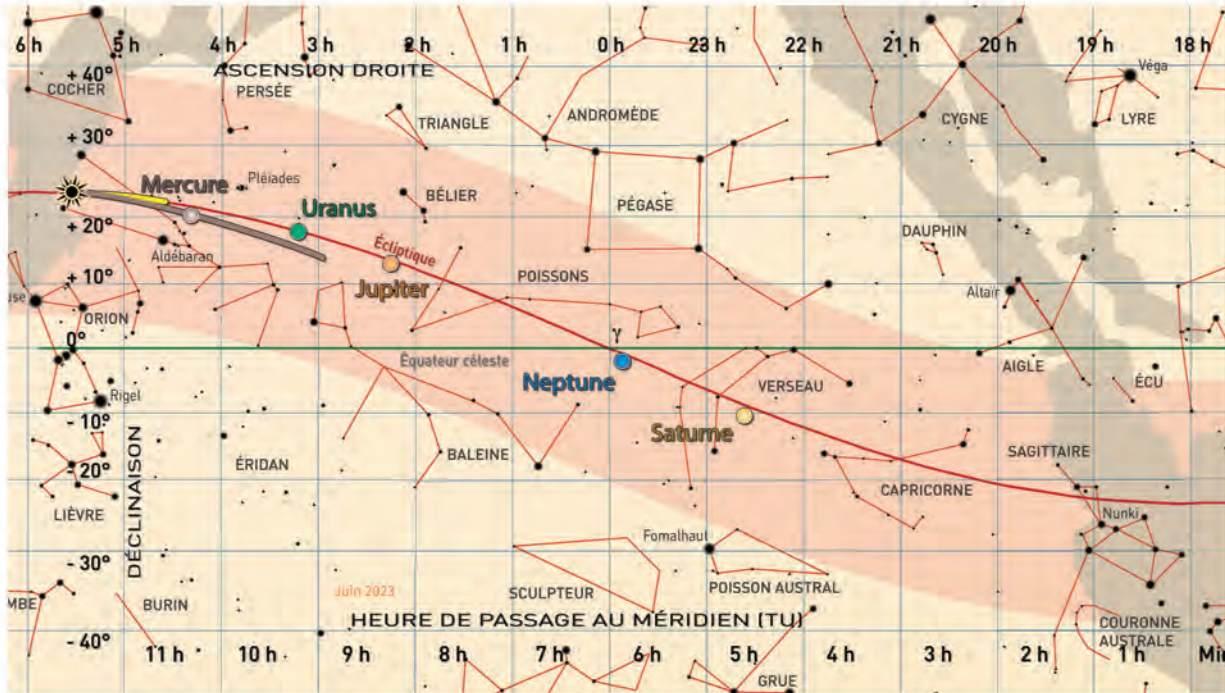 6 h 5 h 4 h 3 h 2 h 1 h 0 h 23 h 22 h 21 h 20 h 19 h 18 h
ASCENSION DROITE
+ 40°
COCHER
PERSÉE
TRIANGLE
ANDROMÈDE
CYGNE
Véga
LYRE
+ 30°
Mercure
Pléiades
BÉLIER
PÉGASE
Uranus
+ 20°
Aldébaran
Écliptique
DAUPHIN
Jupiter
POISSONS
+ 10°
Altaïr
use
ORION
0°
γ
Équateur céleste
Neptune
VERSEAU
AIGLE
ÉCU
Rigel
- 10°
Saturne
BALEINE
SAGITTAIRE
ÉRIDAN
- 20°
CAPRICORNE
LIÈVRE
DÉCLINAISON
Nunki
Fomalhaut
- 30°
POISSON AUSTRAL
SCULPTEUR
Juin 2023
MBE
BURIN
HEURE DE PASSAGE AU MÉRIDIEN (TU)
COURONNE
AUSTRALE
- 40°
11 h 10 h 9 h 8 h 7 h 6 h 5 h 4 h 3 h 2 h 1 h Min
GRUE